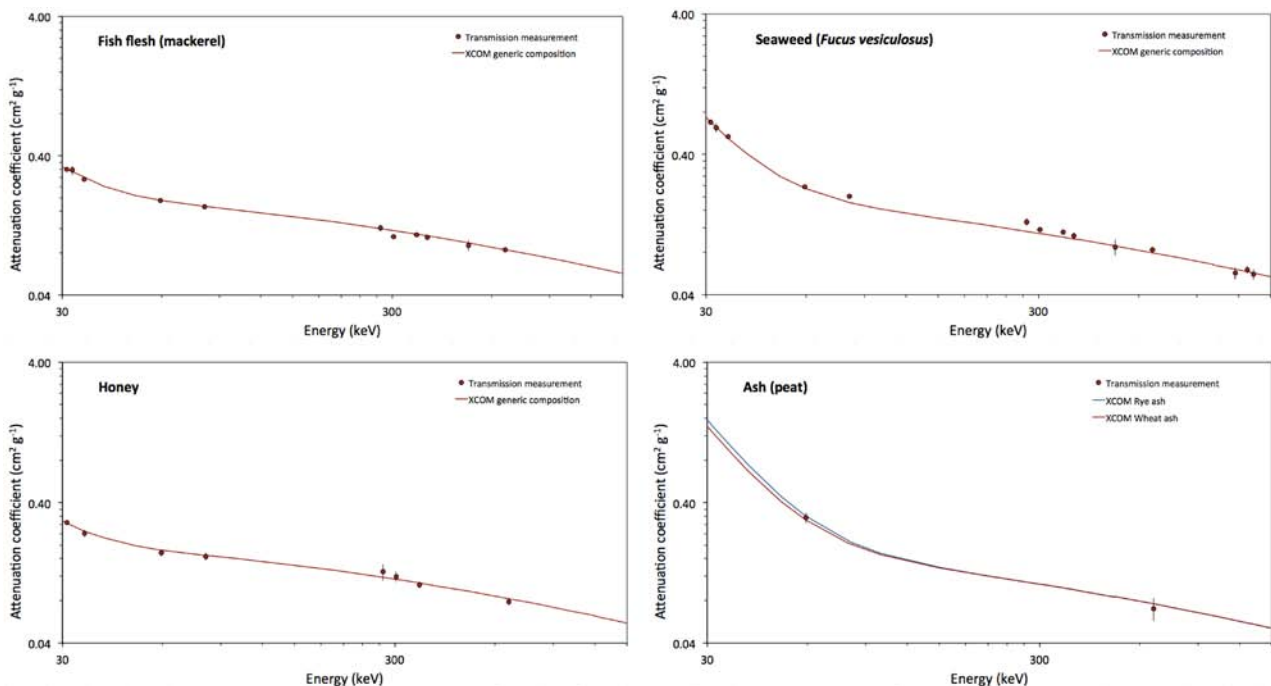 4.00
Fish flesh (mackerel)
Transmission measurement
XCOM generic composition
Attenuation coefficient (cm² g⁻¹)
0.40
0.04
30
300
Energy (keV)
4.00
Seaweed (Fucus vesiculosus)
Transmission measurement
XCOM generic composition
Attenuation coefficient (cm² g⁻¹)
0.40
0.04
30
300
Energy (keV)
4.00
Honey
Transmission measurement
XCOM generic composition
Attenuation coefficient (cm² g⁻¹)
0.40
0.04
30
300
Energy (keV)
4.00
Ash (peat)
Transmission measurement
XCOM Rye ash
XCOM Wheat ash
Attenuation coefficient (cm² g⁻¹)
0.40
0.04
30
300
Energy (keV)